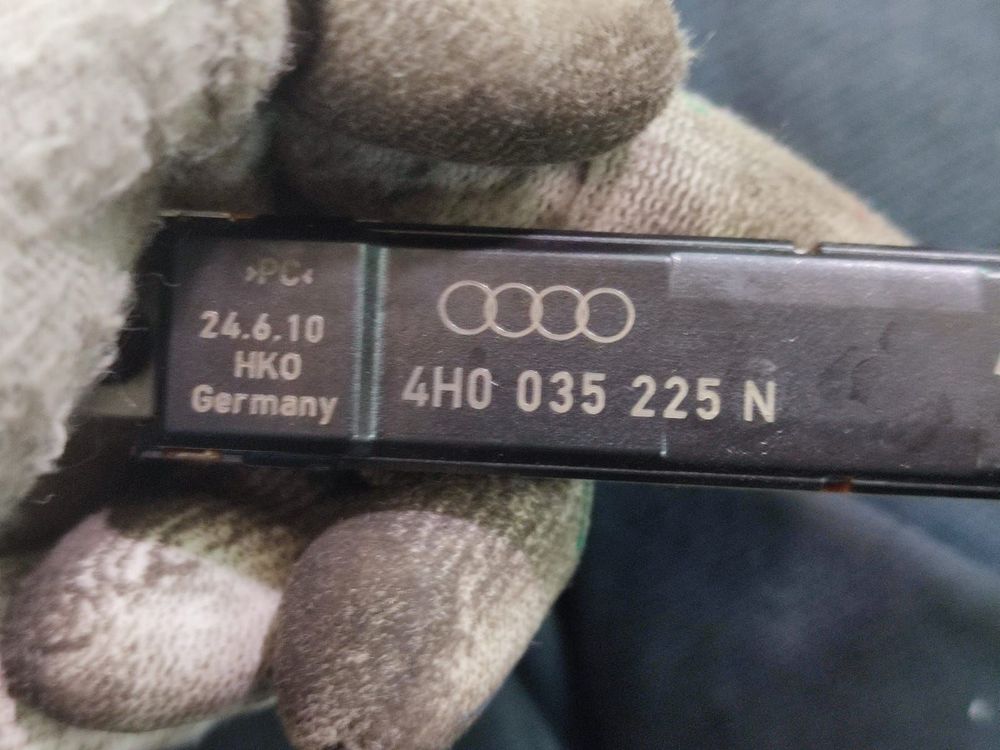 >PC<
24.6.10
HKO
Germany
4H0 035 225 N